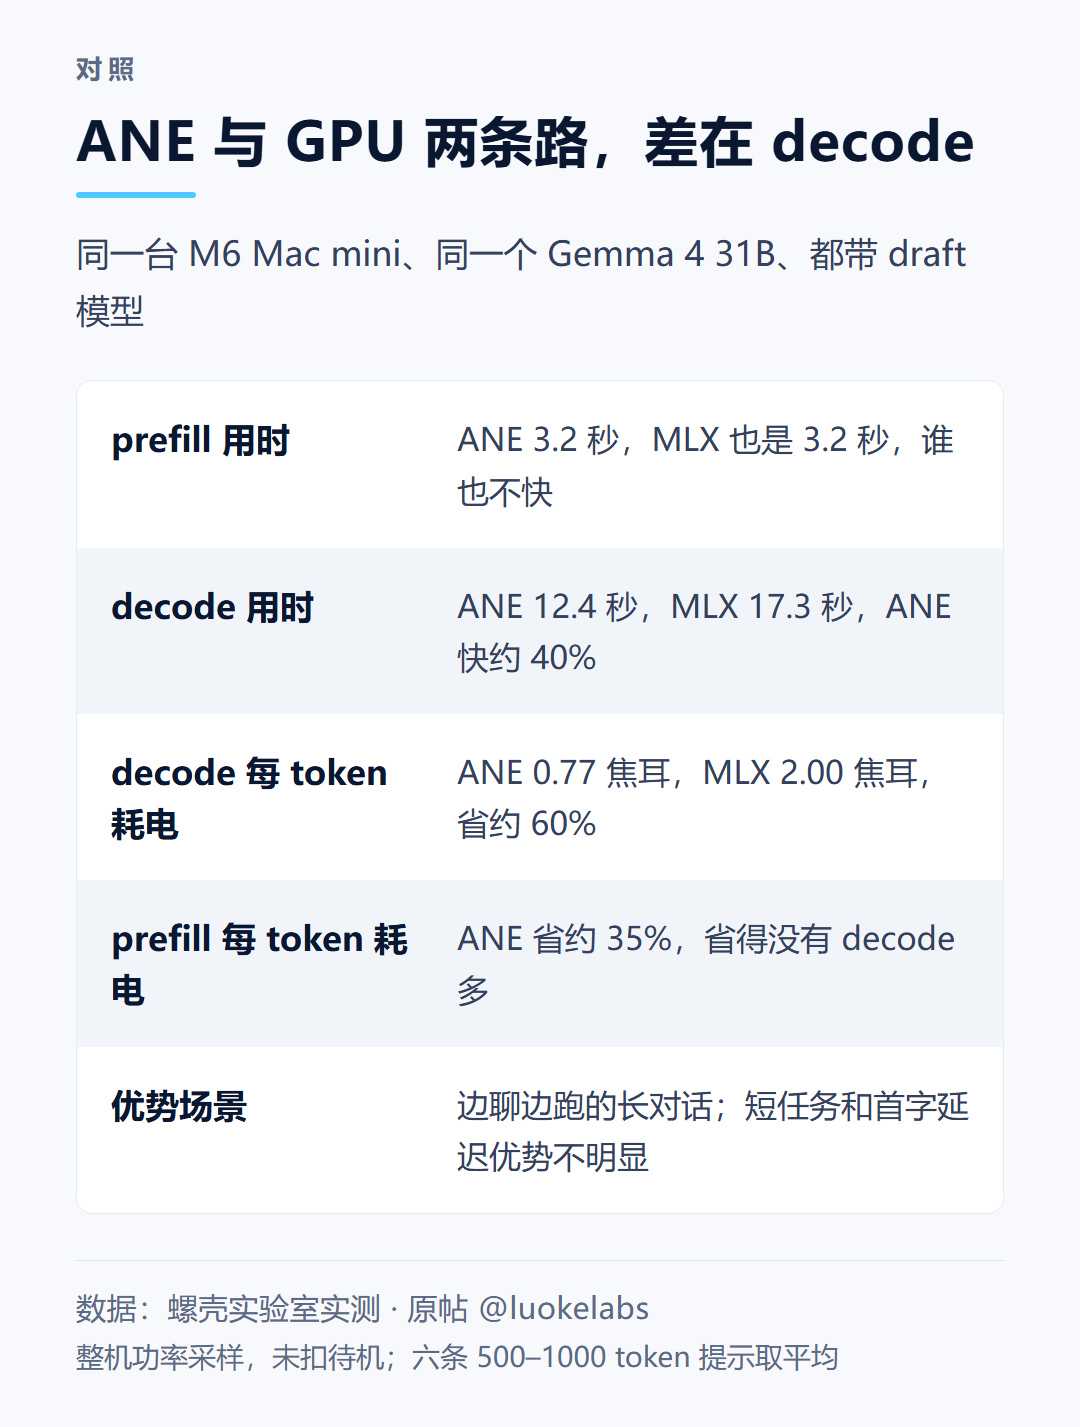 对照
ANE 与 GPU 两条路，差在 decode
同一台 M6 Mac mini、同一个 Gemma 4 31B、都带 draft
模型
prefill 用时
ANE 3.2 秒，MLX 也是 3.2 秒，谁
也不快
decode 用时
ANE 12.4 秒，MLX 17.3 秒，ANE
快约 40%
decode 每 token
耗电
ANE 0.77 焦耳，MLX 2.00 焦耳，
省约 60%
prefill 每 token 耗
电
ANE 省约 35%，省得没有 decode
多
优势场景
边聊边跑的长对话；短任务和首字延
迟优势不明显
数据：螺壳实验室实测 · 原帖 @luokelabs
整机功率采样，未扣待机；六条 500–1000 token 提示取平均